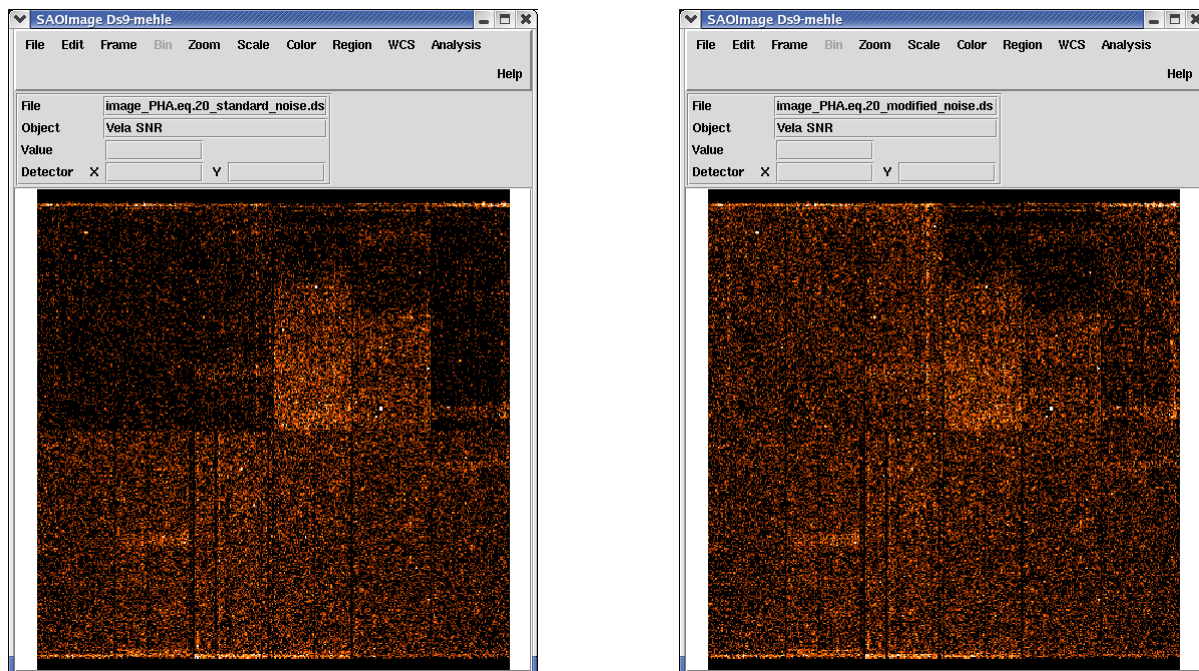 SAOImage Ds9-mehle
File Edit Frame Bin Zoom Scale Color Region WCS Analysis
Help
File image_PHA.eq.20_standard_noise.ds
Object Vela SNR
Value
Detector X Y
SAOImage Ds9-mehle
File Edit Frame Bin Zoom Scale Color Region WCS Analysis
Help
File image_PHA.eq.20_modified_noise.ds
Object Vela SNR
Value
Detector X Y